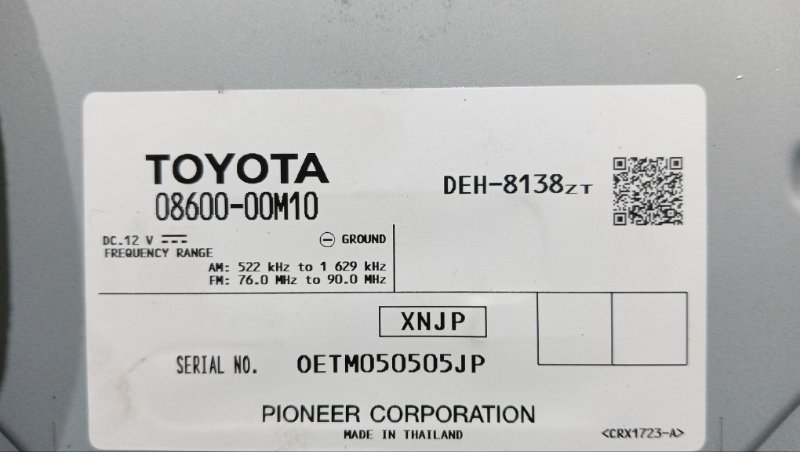 TOYOTA
08600-00M10
DEH-8138ZT
DC.12 V ⎓ ⊖ GROUND
FREQUENCY RANGE
AM: 522 kHz to 1 629 kHz
FM: 76.0 MHz to 90.0 MHz
XNJP
SERIAL NO. OETM050505JP
PIONEER CORPORATION
MADE IN THAILAND
<CRX1723-A>